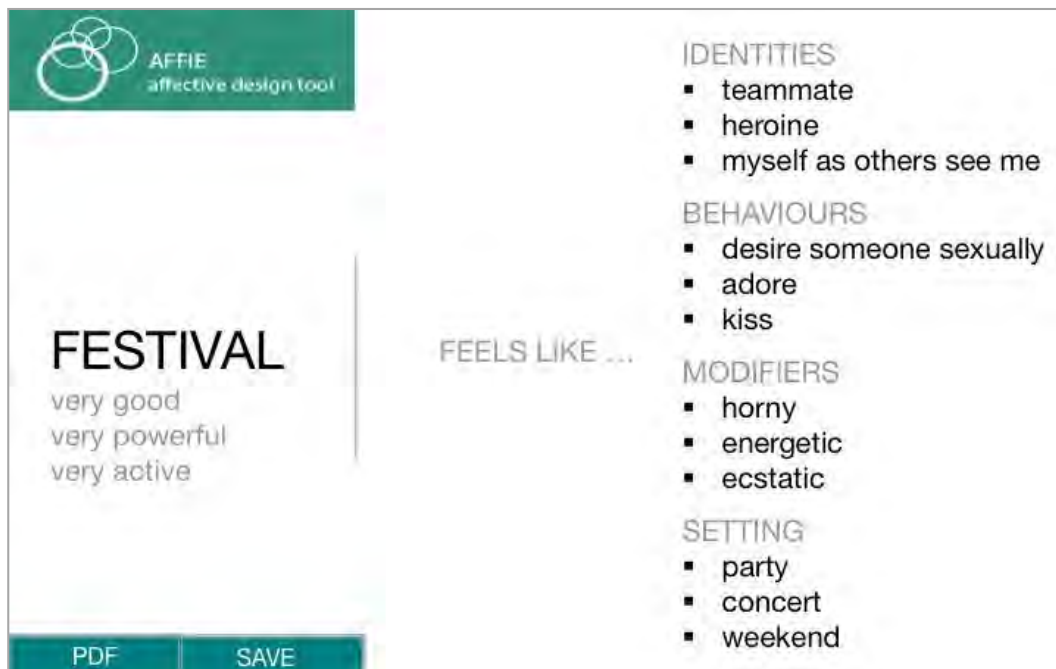 AFFIE
affective design tool
FESTIVAL
very good
very powerful
very active
PDF
SAVE
FEELS LIKE ...
IDENTITIES
▪ teammate
▪ heroine
▪ myself as others see me
BEHAVIOURS
▪ desire someone sexually
▪ adore
▪ kiss
MODIFIERS
▪ horny
▪ energetic
▪ ecstatic
SETTING
▪ party
▪ concert
▪ weekend